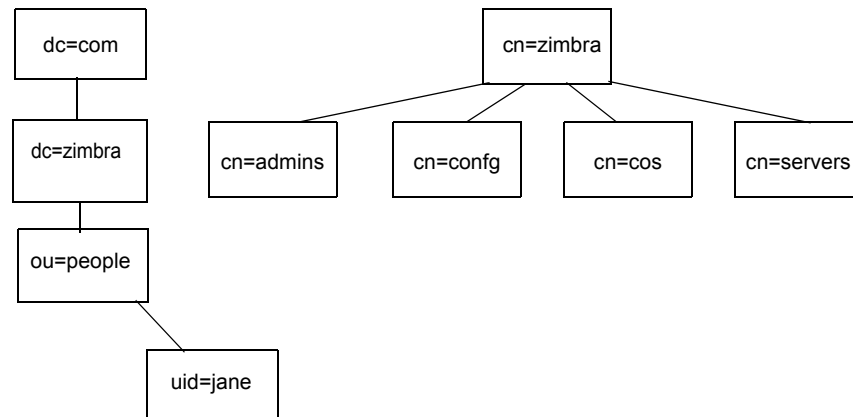 dc=com
cn=zimbra
dc=zimbra
cn=admins
cn=confg
cn=cos
cn=servers
ou=people
uid=jane